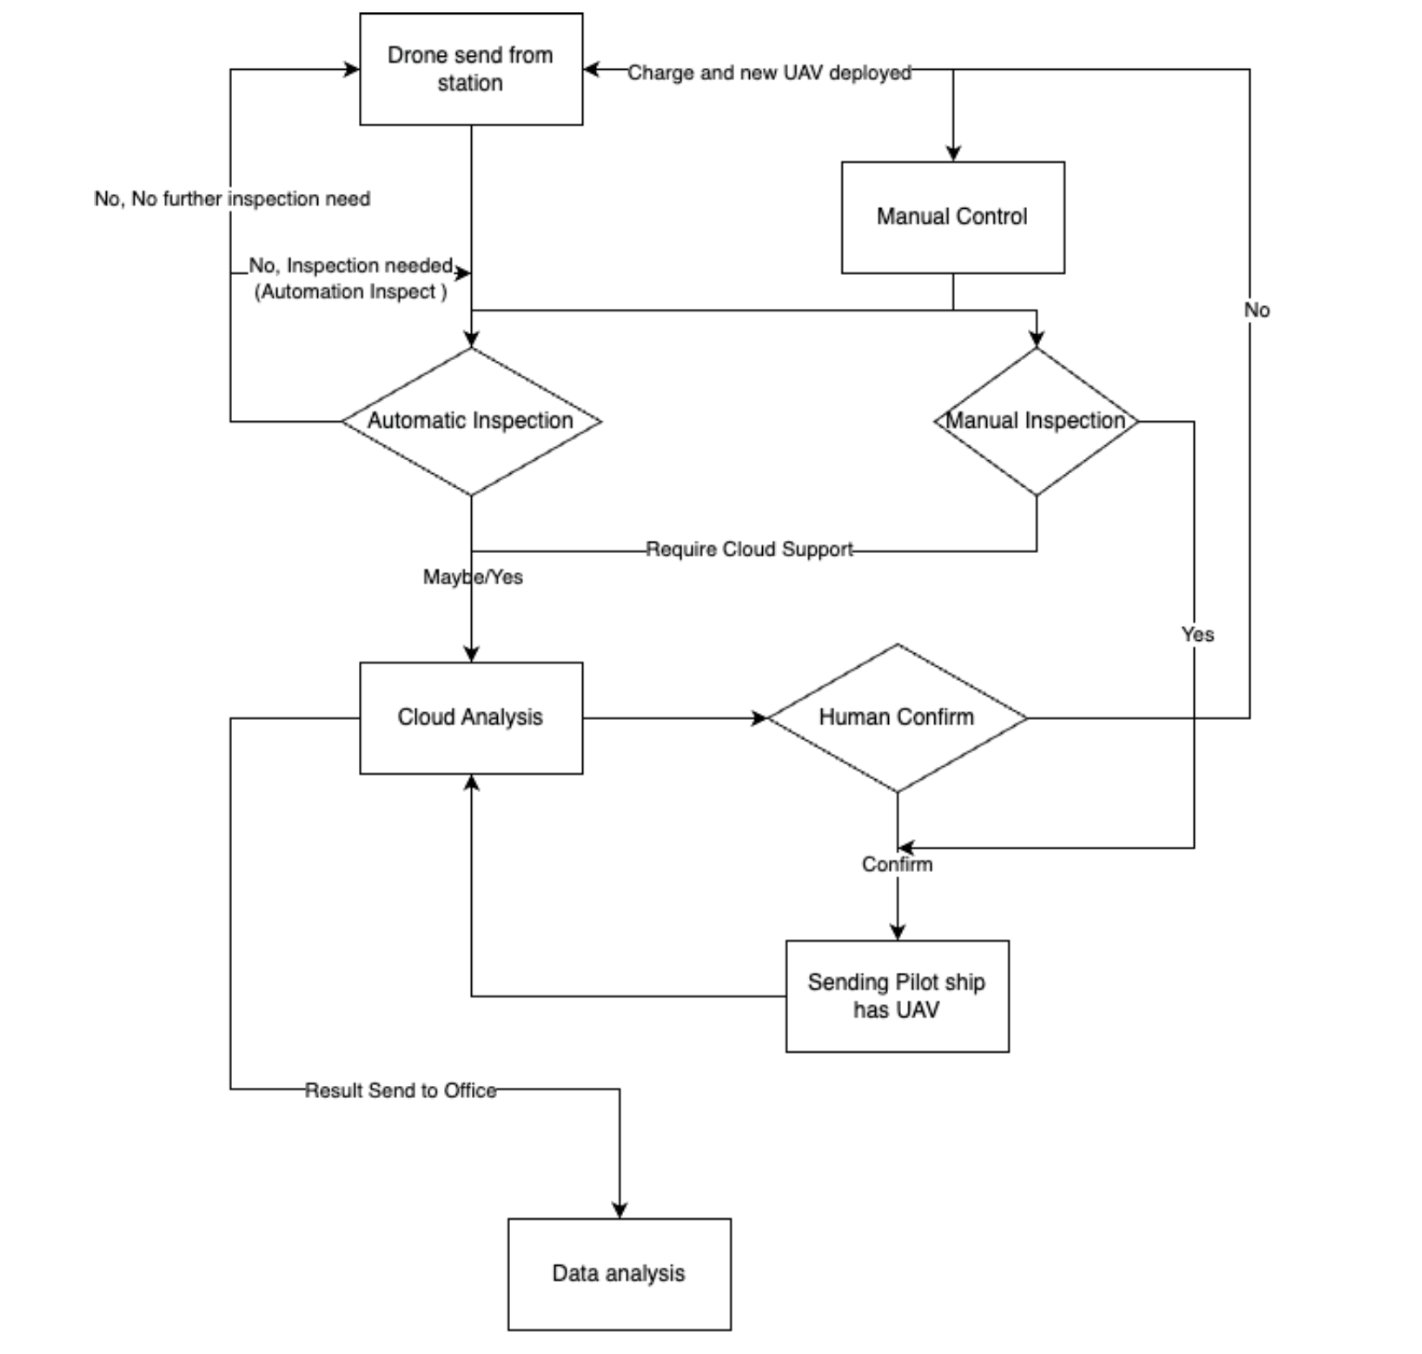 Drone send from
station
Charge and new UAV deployed
No, No further inspection need
Manual Control
No, Inspection needed
(Automation Inspect )
No
Automatic Inspection
Manual Inspection
Require Cloud Support
Maybe/Yes
Yes
Cloud Analysis
Human Confirm
Confirm
Sending Pilot ship
has UAV
Result Send to Office
Data analysis